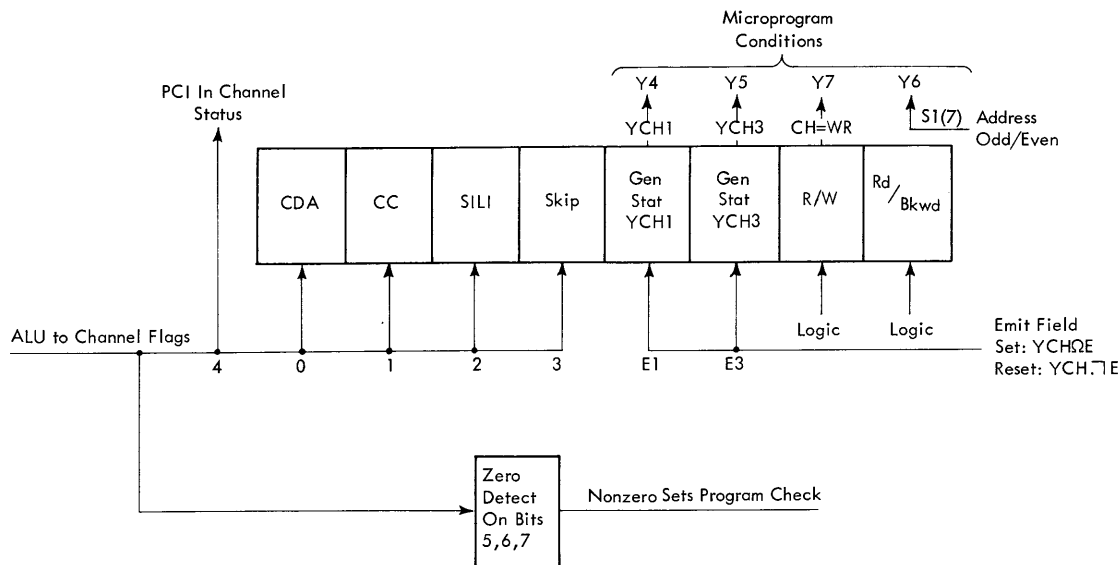 Microprogram
Conditions
Y4 Y5 Y7 Y6
PCI In Channel
Status
YCH1 YCH3 CH=WR
S1(7) Address
Odd/Even
CDA
CC
SILI
Skip
Gen
Stat
YCH1
Gen
Stat
YCH3
R/W
Rd/
Bkwd
ALU to Channel Flags
4 0 1 2 3 E1 E3
Logic Logic
Emit Field
Set: YCHΩE
Reset: YCH.¬E
Zero
Detect
On Bits
5,6,7
Nonzero Sets Program Check